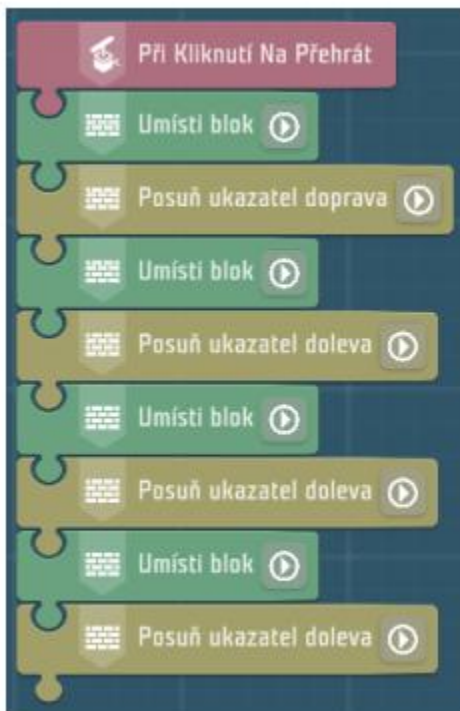 Při Kliknutí Na Přehrát
Umísti blok
Posuň ukazatel doprava
Umísti blok
Posuň ukazatel doleva
Umísti blok
Posuň ukazatel doleva
Umísti blok
Posuň ukazatel doleva